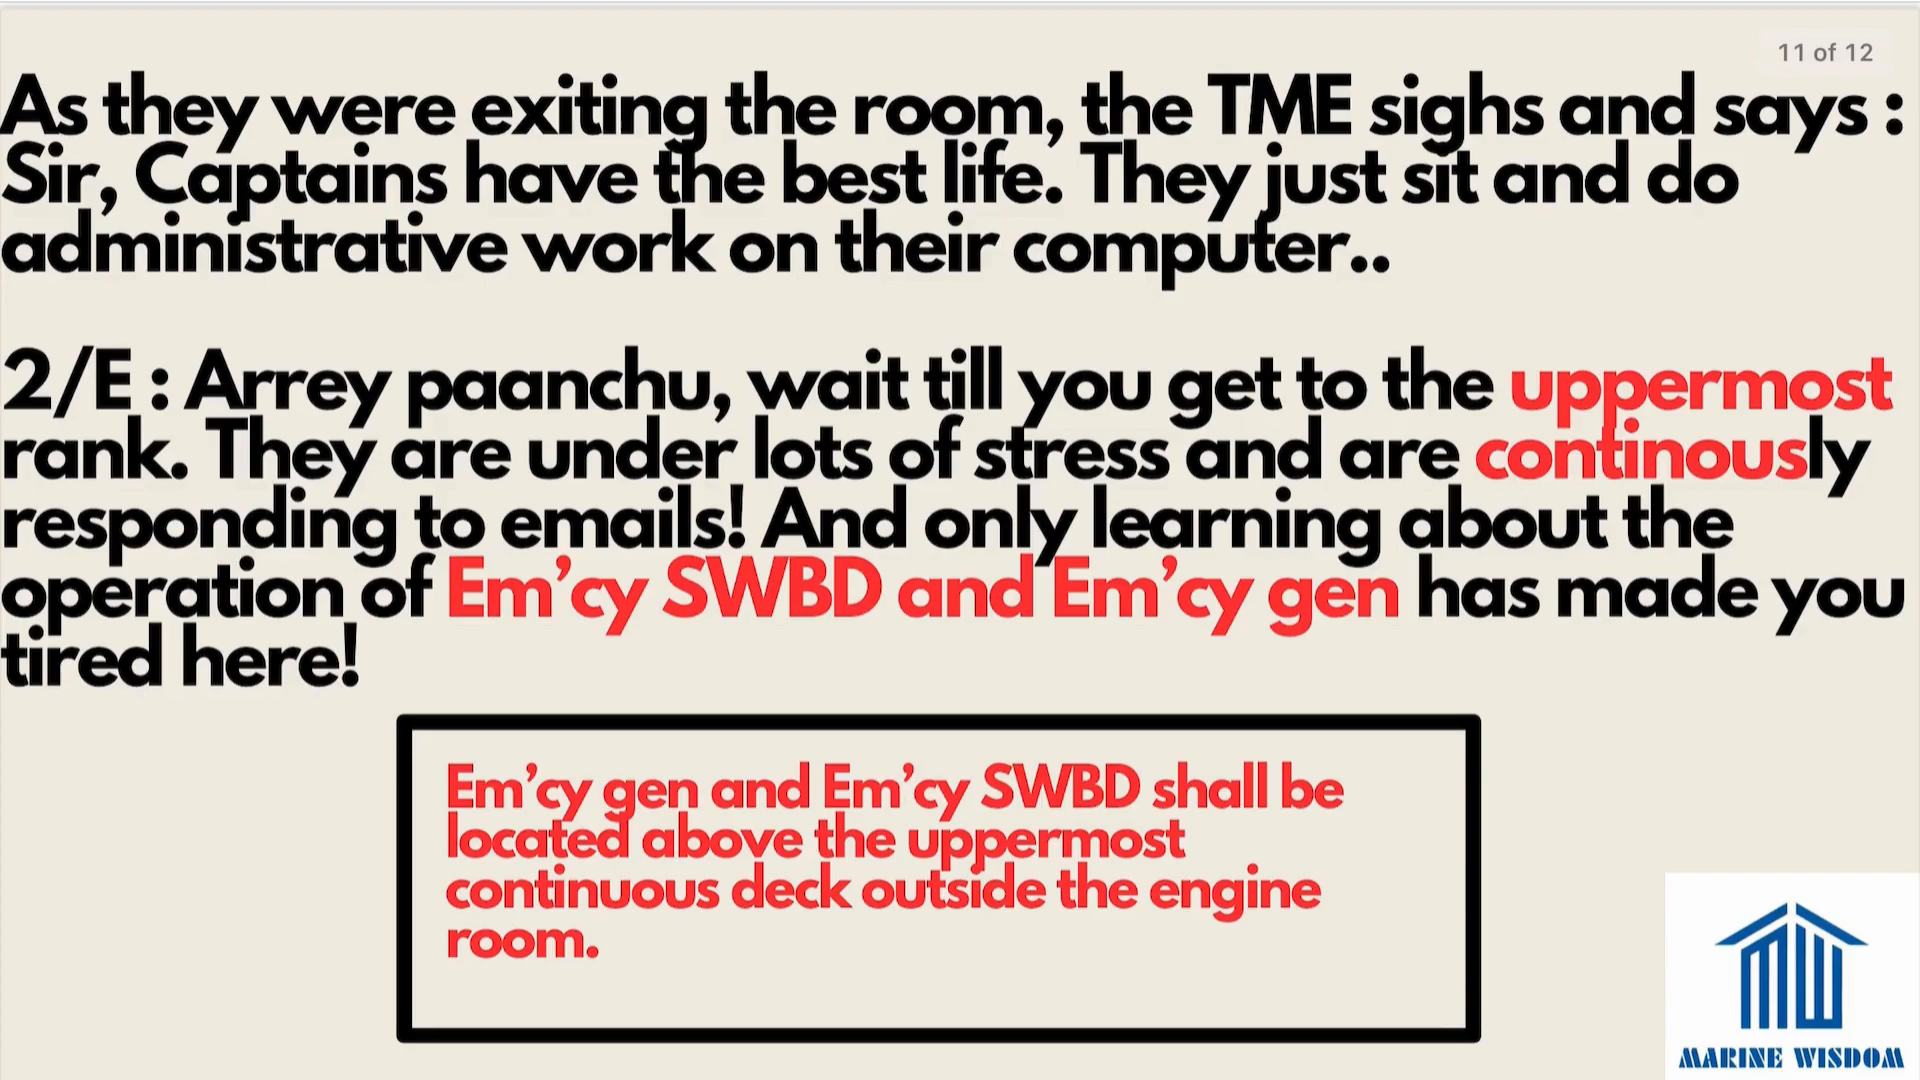 11 of 12
As they were exiting the room, the TME sighs and says :
Sir, Captains have the best life. They just sit and do
administrative work on their computer..
2/E : Arrey paanchu, wait till you get to the uppermost
rank. They are under lots of stress and are continously
responding to emails! And only learning about the
operation of Em'cy SWBD and Em'cy gen has made you
tired here!
Em'cy gen and Em'cy SWBD shall be
located above the uppermost
continuous deck outside the engine
room.
MW
MARINE WISDOM